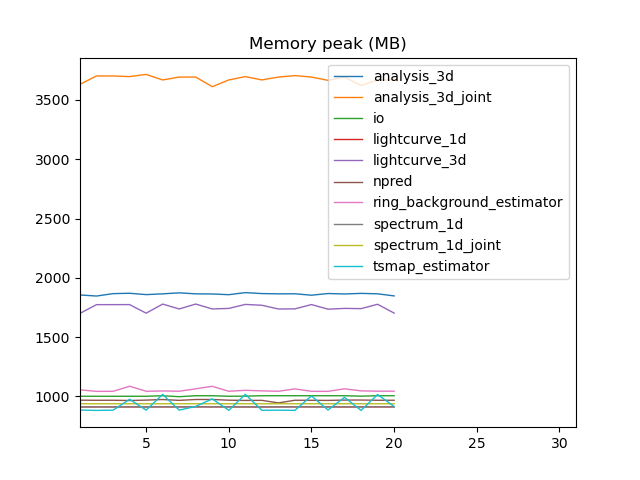 Memory peak (MB)
3500
3000
2500
2000
1500
1000
5
10
15
20
25
30
analysis_3d
analysis_3d_joint
io
lightcurve_1d
lightcurve_3d
npred
ring_background_estimator
spectrum_1d
spectrum_1d_joint
tsmap_estimator